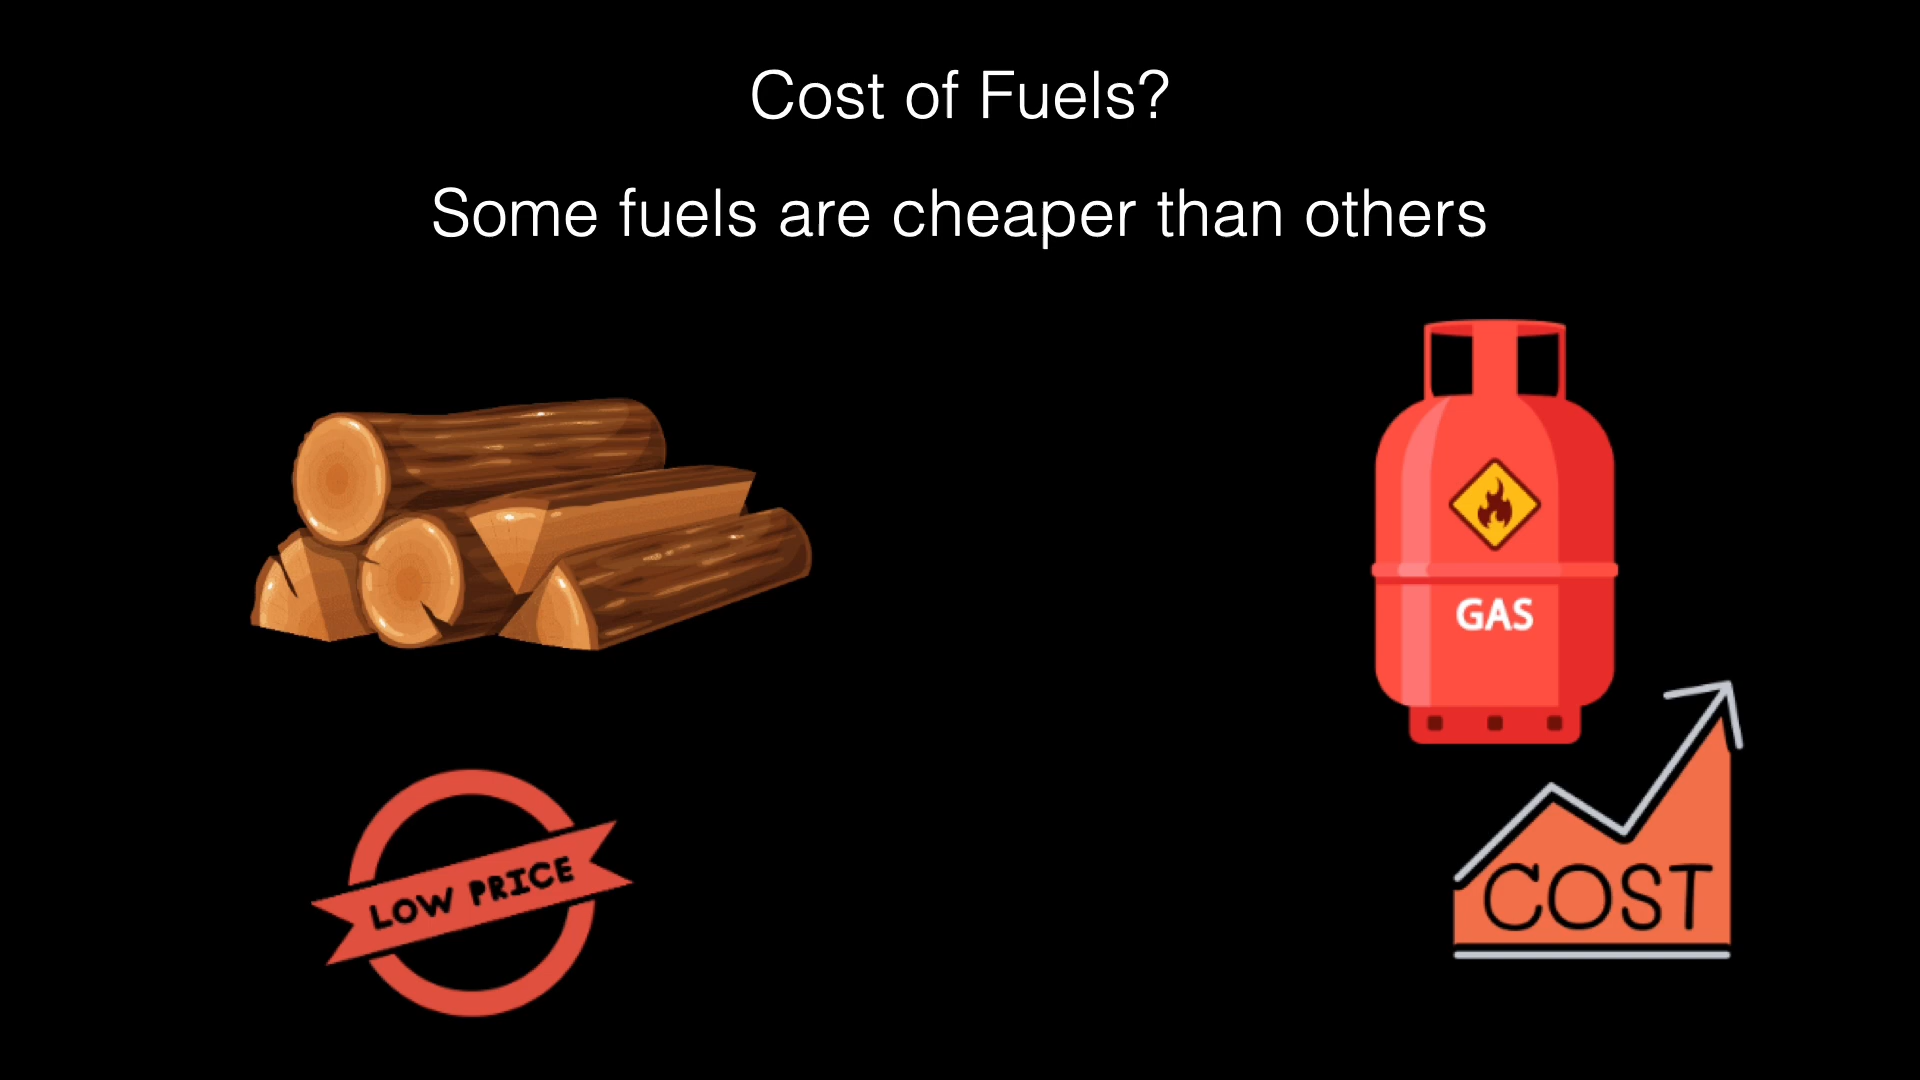 Cost of Fuels?
Some fuels are cheaper than others
GAS
LOW PRICE
COST